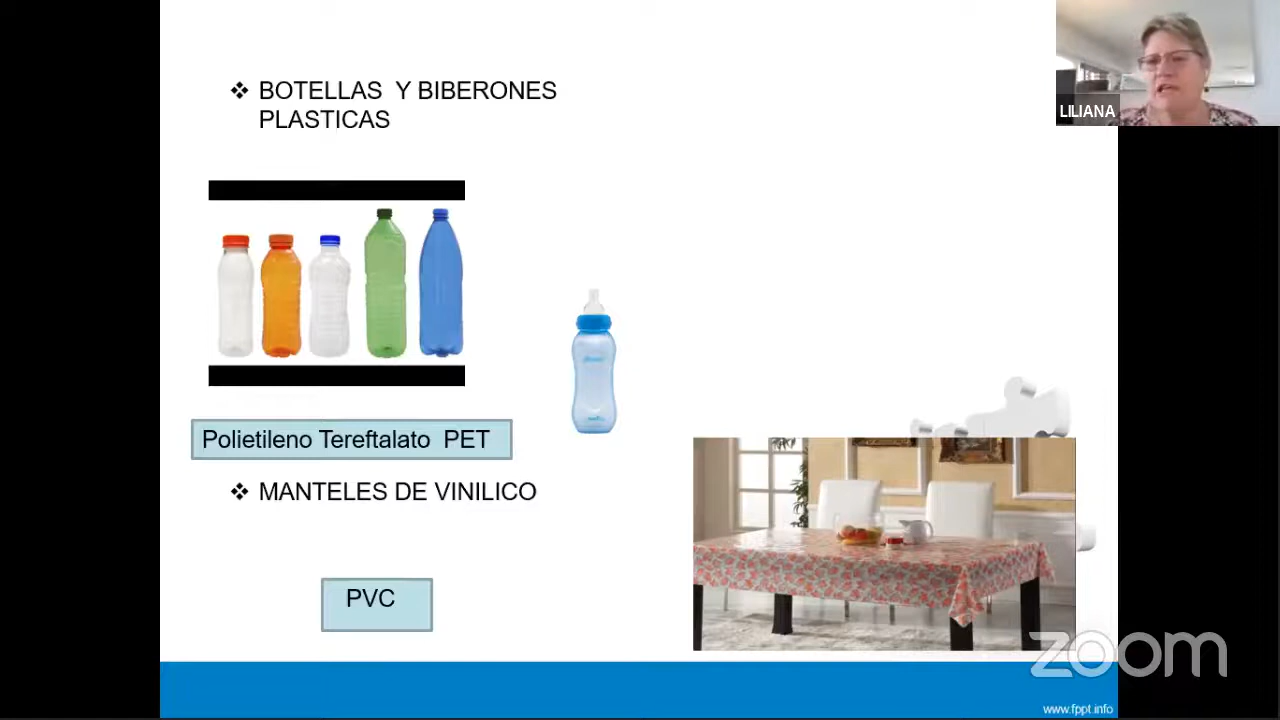 BOTELLAS Y BIBERONES
PLASTICAS
LILIANA
Polietileno Tereftalato PET
MANTELES DE VINILICO
PVC
zoom
www.fppt.info